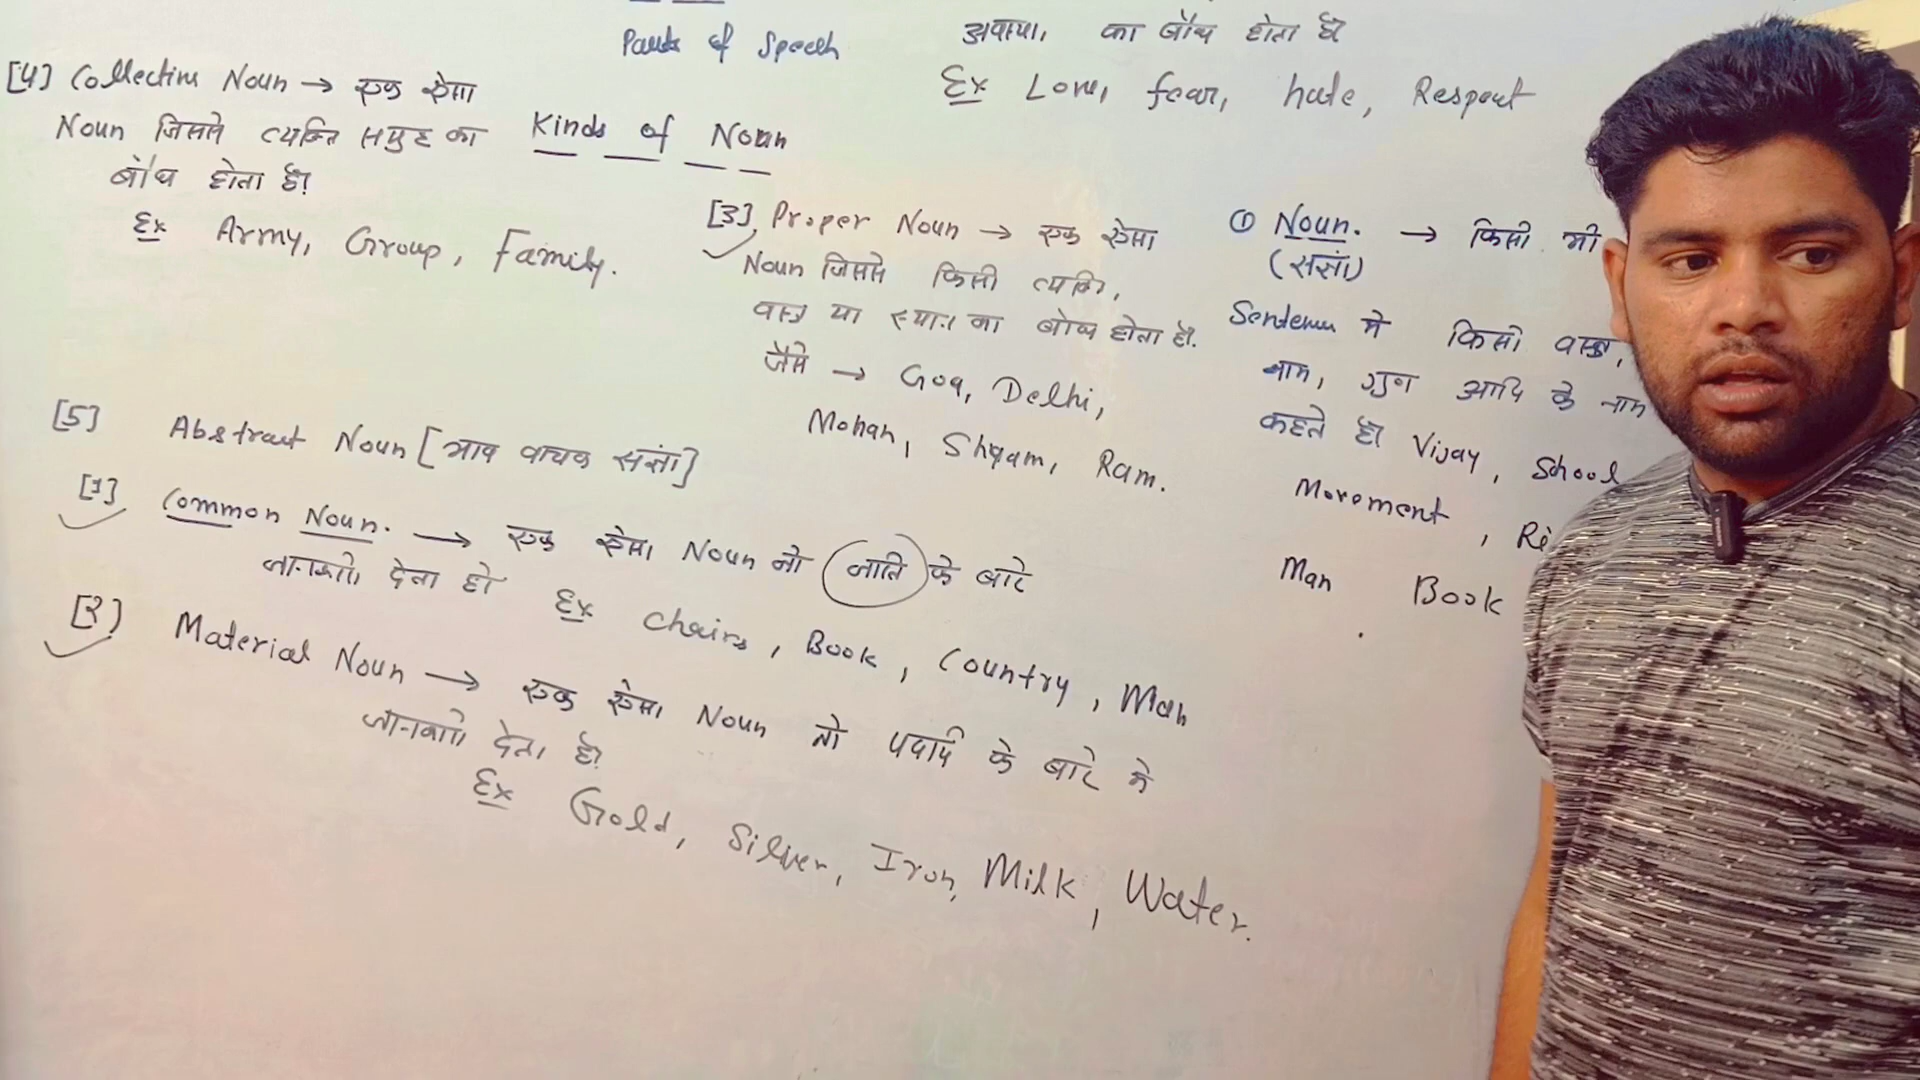 Parts of Speech
अवस्था का बोध होता है
Ex Love, fear, hate, Respect
[4] Collective Noun → एक ऐसा
Noun जिससे व्यक्ति समुह का
बोध होता है।
Ex Army, Group, Family.
Kinds of Noun
[3], Proper Noun → एक ऐसा
Noun जिससे किसी व्यक्ति,
वस्तु या स्थान का बोध होता है.
जैसे → Goa, Delhi,
Mohan, Shyam, Ram.
① Noun. → किसी भी
(सज्ञां)
Sentence मे किसी वस्तु,
नाम, गुण आदि के नाम
कहते है। Vijay, School
Movement, Ri
Man Book
[5] Abstract Noun [भाव वाचक सज्ञां]
[1] Common Noun. → एक ऐसा Noun जो जाति के बारे
जानकारी देता हो Ex Chairs, Book, Country, Man
[2] Material Noun → एक ऐसा Noun जो पदार्थ के बारे मे
जानकारी देता है।
Ex Gold, Silver, Iron, Milk, Water.